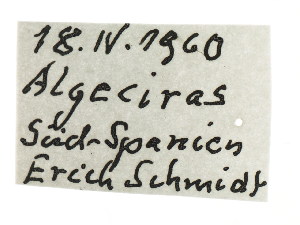 18.IV.1960
Algeciras
Süd-Spanien
Erich Schmidt